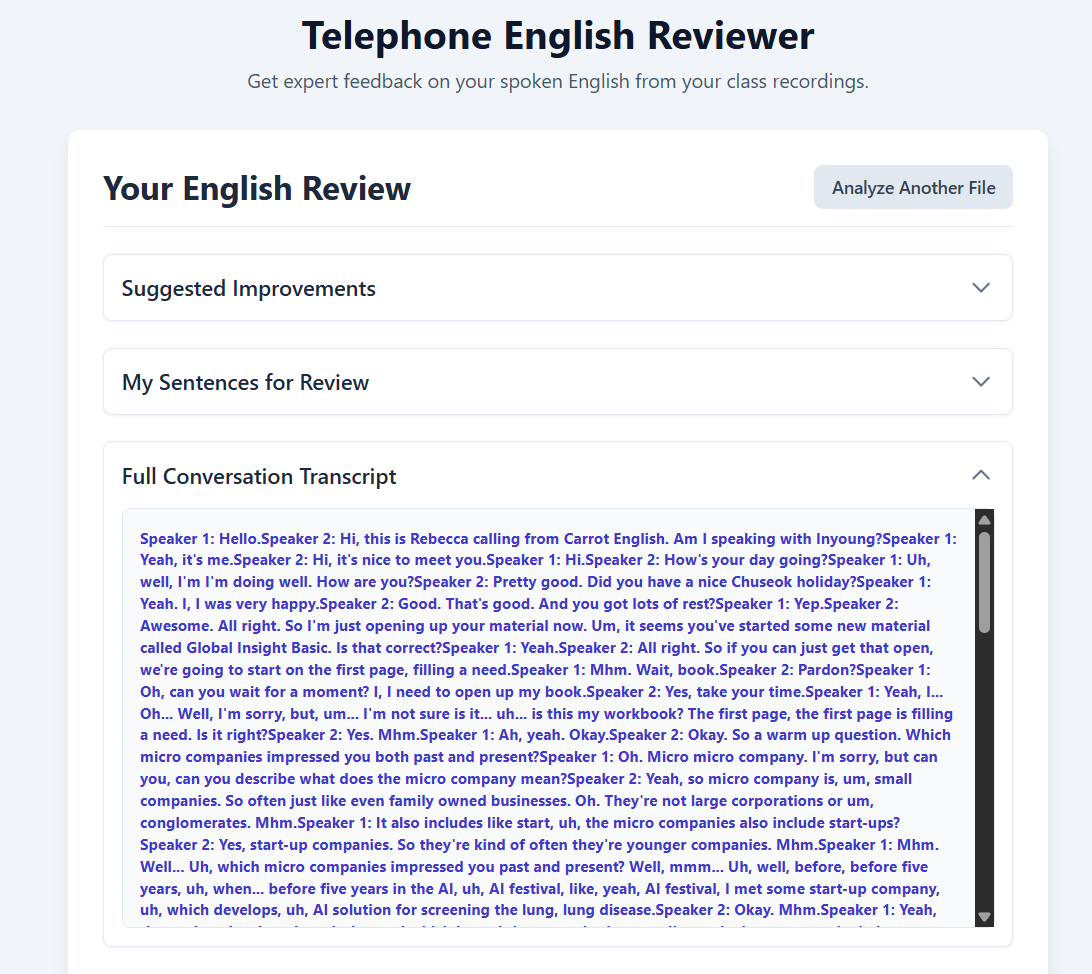 Telephone English Reviewer
Get expert feedback on your spoken English from your class recordings.
Your English Review
Analyze Another File
Suggested Improvements
My Sentences for Review
Full Conversation Transcript
Speaker 1: Hello.Speaker 2: Hi, this is Rebecca calling from Carrot English. Am I speaking with Inyoung?Speaker 1:
Yeah, it's me.Speaker 2: Hi, it's nice to meet you.Speaker 1: Hi.Speaker 2: How's your day going?Speaker 1: Uh,
well, I'm I'm doing well. How are you?Speaker 2: Pretty good. Did you have a nice Chuseok holiday?Speaker 1:
Yeah. I, I was very happy.Speaker 2: Good. That's good. And you got lots of rest?Speaker 1: Yep.Speaker 2:
Awesome. All right. So I'm just opening up your material now. Um, it seems you've started some new material
called Global Insight Basic. Is that correct?Speaker 1: Yeah.Speaker 2: All right. So if you can just get that open,
we're going to start on the first page, filling a need.Speaker 1: Mhm. Wait, book.Speaker 2: Pardon?Speaker 1:
Oh, can you wait for a moment? I, I need to open up my book.Speaker 2: Yes, take your time.Speaker 1: Yeah, I...
Oh... Well, I'm sorry, but, um... I'm not sure is it... uh... is this my workbook? The first page, the first page is filling
a need. Is it right?Speaker 2: Yes. Mhm.Speaker 1: Ah, yeah. Okay.Speaker 2: Okay. So a warm up question. Which
micro companies impressed you both past and present?Speaker 1: Oh. Micro micro company. I'm sorry, but can
you, can you describe what does the micro company mean?Speaker 2: Yeah, so micro company is, um, small
companies. So often just like even family owned businesses. Oh. They're not large corporations or um,
conglomerates. Mhm.Speaker 1: It also includes like start, uh, the micro companies also include start-ups?
Speaker 2: Yes, start-up companies. So they're kind of often they're younger companies. Mhm.Speaker 1: Mhm.
Well... Uh, which micro companies impressed you past and present? Well, mmm... Uh, well, before, before five
years, uh, when... before five years in the AI, uh, AI festival, like, yeah, AI festival, I met some start-up company,
uh, which develops, uh, AI solution for screening the lung, lung disease.Speaker 2: Okay. Mhm.Speaker 1: Yeah,